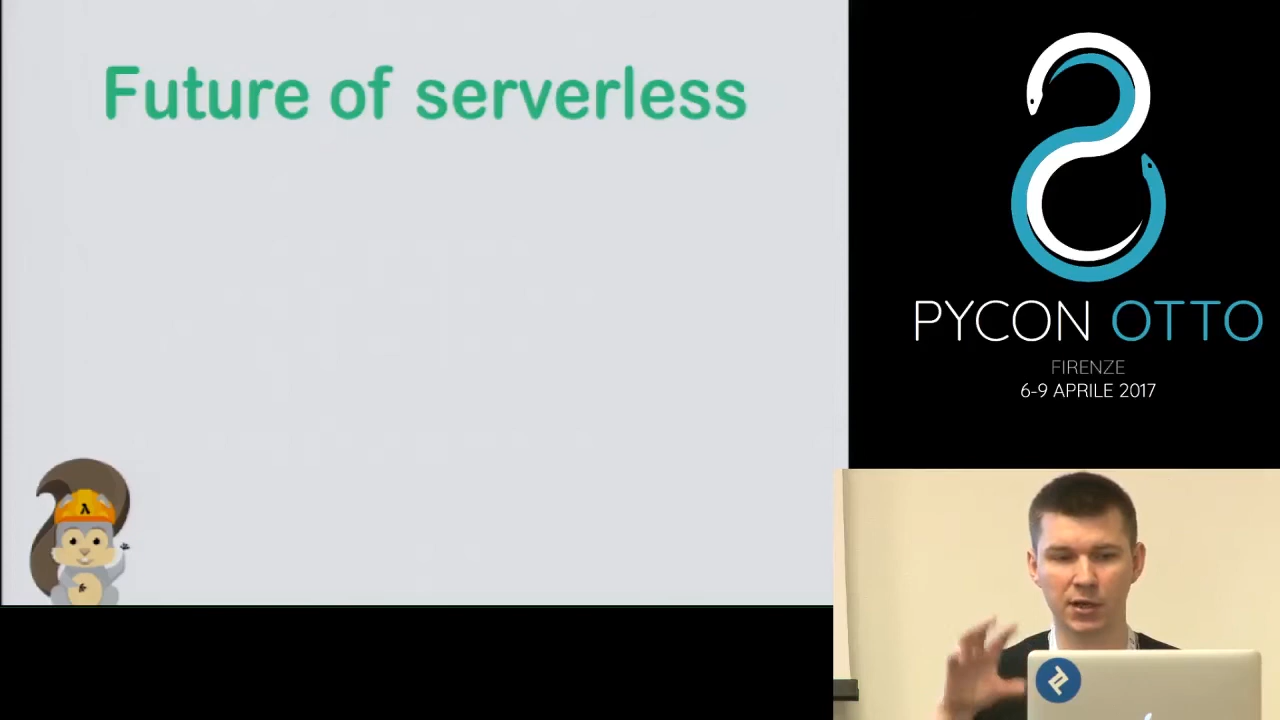 Future of serverless
λ
PYCON OTTO
FIRENZE
6-9 APRILE 2017